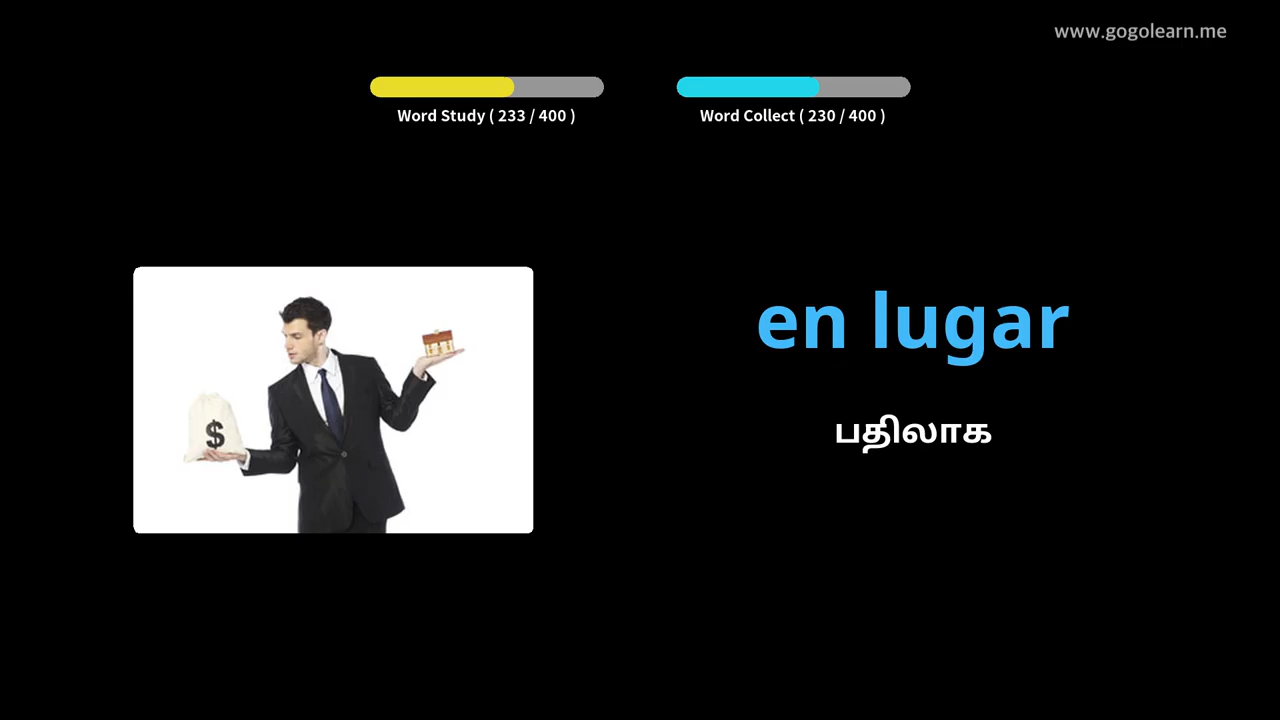 www.gogolearn.me
Word Study ( 233 / 400 )
Word Collect ( 230 / 400 )
$
en lugar
பதிலாக